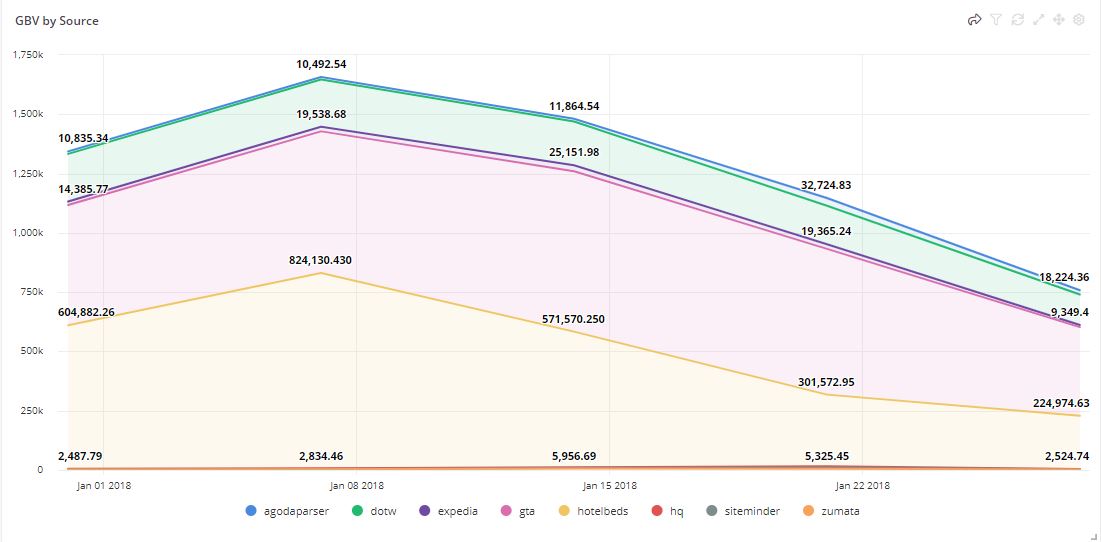 GBV by Source
1,750k
10,492.54
1,500k
11,864.54
10,835.34
19,538.68
1,250k
25,151.98
14,385.77
32,724.83
1,000k
19,365.24
824,130.430
750k
18,224.36
604,882.26
571,570.250
9,349.4
500k
301,572.95
250k
224,974.63
2,487.79 2,834.46 5,956.69 5,325.45 2,524.74
0
Jan 01 2018 Jan 08 2018 Jan 15 2018 Jan 22 2018
agodaparser dotw expedia gta hotelbeds hq siteminder zumata